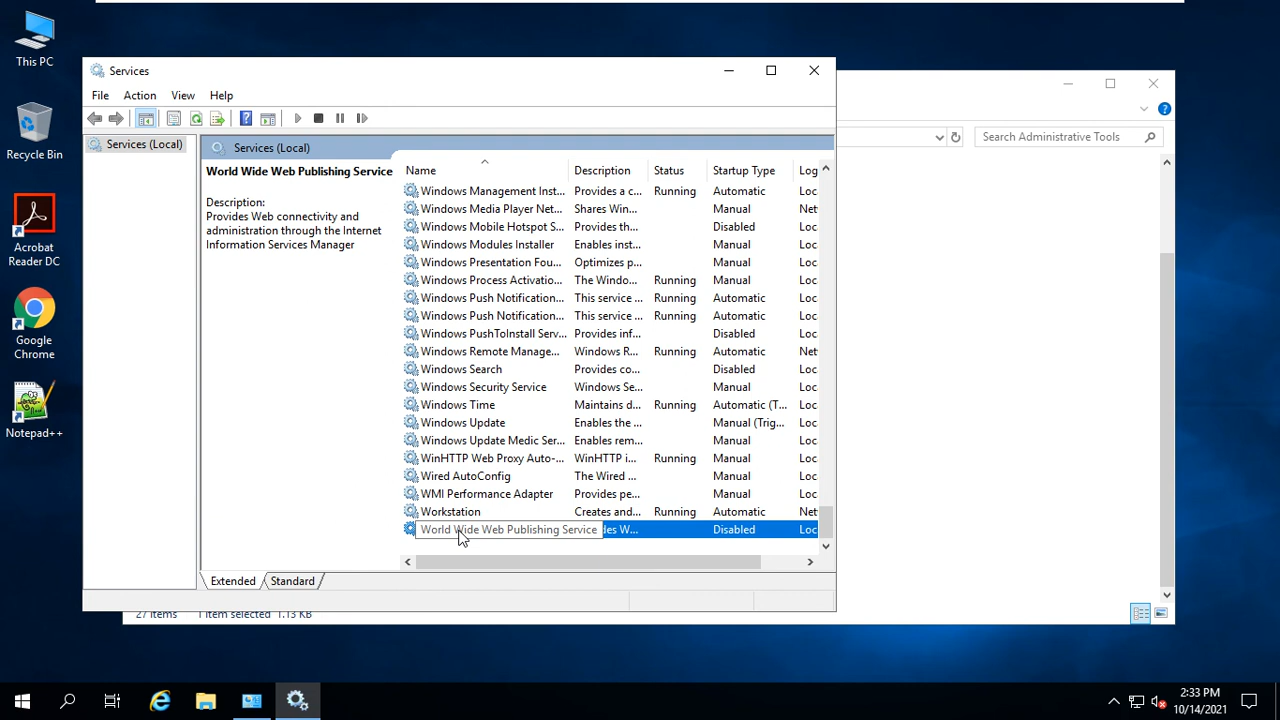 This PC
Recycle Bin
Acrobat
Reader DC
Google
Chrome
Notepad++
Services
File Action View Help
Search Administrative Tools
Services (Local)
Services (Local)
World Wide Web Publishing Service
Description:
Provides Web connectivity and
administration through the Internet
Information Services Manager
Name Description Status Startup Type Log
Windows Management Inst... Provides a c... Running Automatic Loc
Windows Media Player Net... Shares Win... Manual Net
Windows Mobile Hotspot S... Provides th... Disabled Loc
Windows Modules Installer Enables inst... Manual Loc
Windows Presentation Fou... Optimizes p... Manual Loc
Windows Process Activatio... The Windo... Running Manual Loc
Windows Push Notification... This service ... Running Automatic Loc
Windows Push Notification... This service ... Running Automatic Loc
Windows PushToInstall Serv... Provides inf... Disabled Loc
Windows Remote Manage... Windows R... Running Automatic Net
Windows Search Provides co... Disabled Loc
Windows Security Service Windows Se... Manual Loc
Windows Time Maintains d... Running Automatic (T... Loc
Windows Update Enables the ... Manual (Trig... Loc
Windows Update Medic Ser... Enables rem... Manual Loc
WinHTTP Web Proxy Auto-... WinHTTP i... Running Manual Loc
Wired AutoConfig The Wired ... Manual Loc
WMI Performance Adapter Provides pe... Manual Loc
Workstation Creates and... Running Automatic Net
World Wide Web Publishing Service des W... Disabled Loc
Extended Standard
27 items 1 item selected 1.13 KB
2:33 PM
10/14/2021